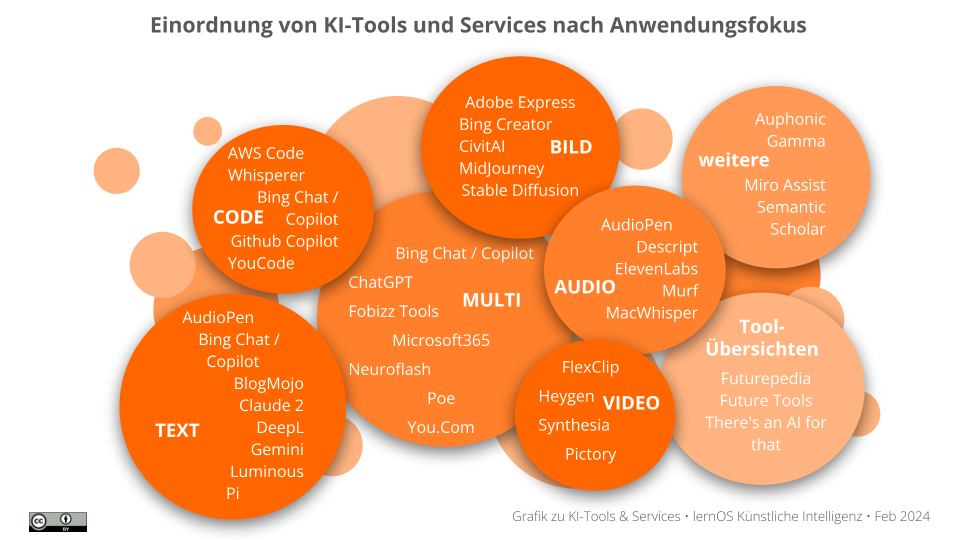 Einordnung von KI-Tools und Services nach Anwendungsfokus
CODE
AWS Code
Whisperer
Bing Chat /
Copilot
Github Copilot
YouCode
BILD
Adobe Express
Bing Creator
CivitAI
MidJourney
Stable Diffusion
weitere
Auphonic
Gamma
Miro Assist
Semantic
Scholar
MULTI
Bing Chat / Copilot
ChatGPT
Fobizz Tools
Microsoft365
Neuroflash
Poe
You.Com
AUDIO
AudioPen
Descript
ElevenLabs
Murf
MacWhisper
TEXT
AudioPen
Bing Chat /
Copilot
BlogMojo
Claude 2
DeepL
Gemini
Luminous
Pi
VIDEO
FlexClip
Heygen
Synthesia
Pictory
Tool-
Übersichten
Futurepedia
Future Tools
There's an AI for
that
cc
BY
Grafik zu KI-Tools & Services • lernOS Künstliche Intelligenz • Feb 2024